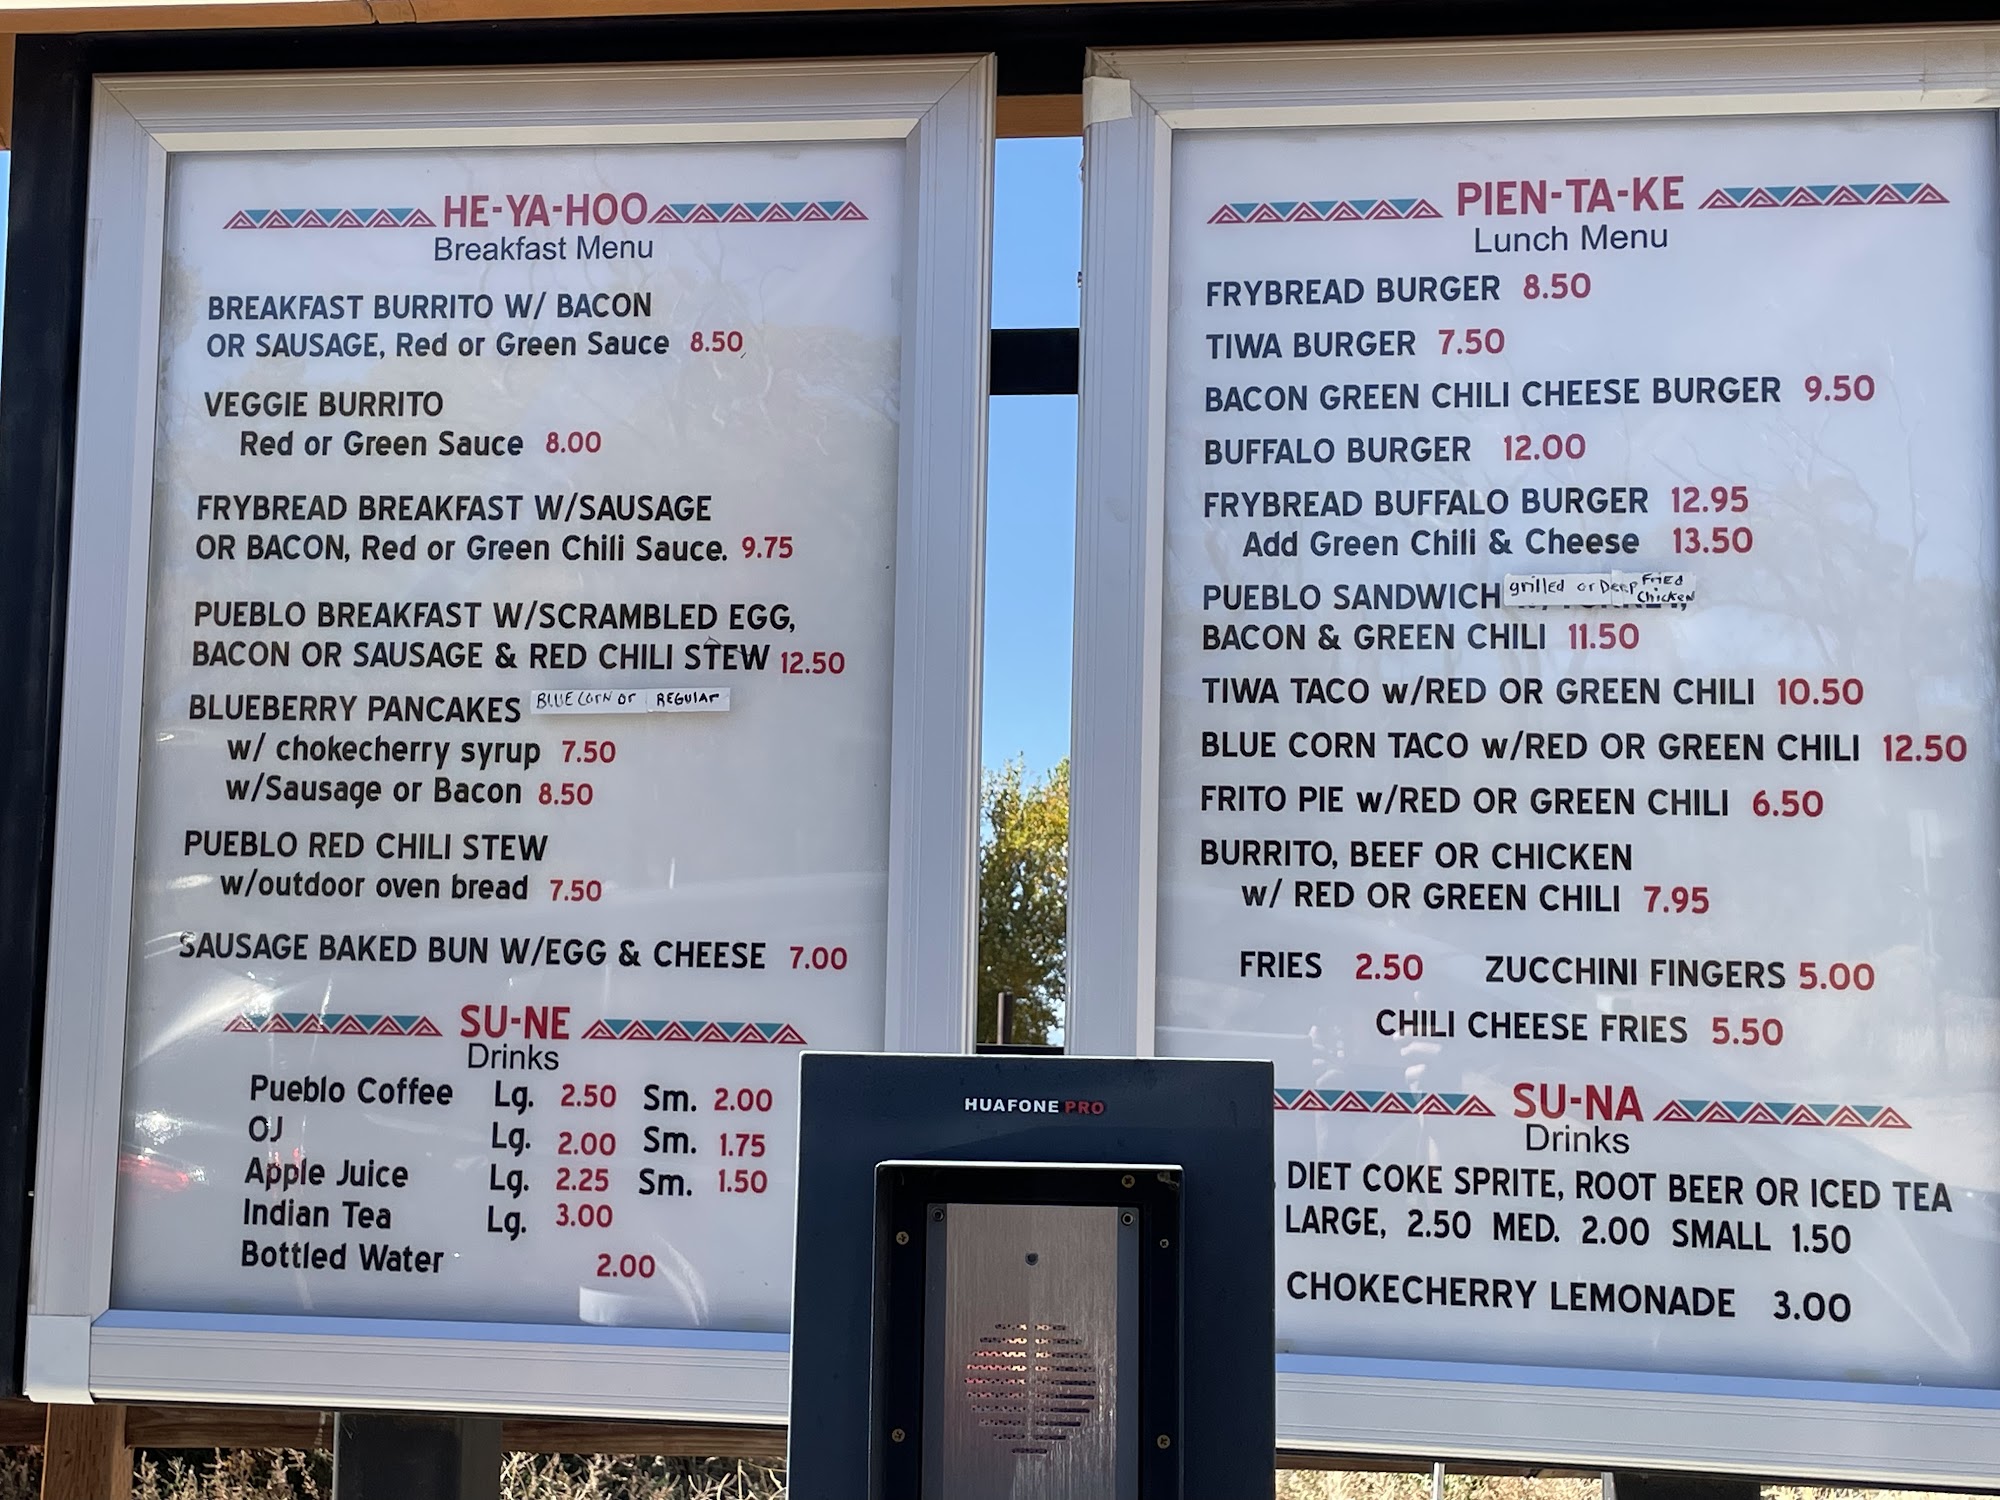 HE-YA-HOO
Breakfast Menu
BREAKFAST BURRITO W/ BACON
OR SAUSAGE, Red or Green Sauce 8.50
VEGGIE BURRITO
Red or Green Sauce 8.00
FRYBREAD BREAKFAST W/SAUSAGE
OR BACON, Red or Green Chili Sauce. 9.75
PUEBLO BREAKFAST W/SCRAMBLED EGG,
BACON OR SAUSAGE & RED CHILI STEW 12.50
BLUEBERRY PANCAKES BLUE CORN or REGULAR
w/ chokecherry syrup 7.50
w/Sausage or Bacon 8.50
PUEBLO RED CHILI STEW
w/outdoor oven bread 7.50
SAUSAGE BAKED BUN W/EGG & CHEESE 7.00
SU-NE
Drinks
Pueblo Coffee Lg. 2.50 Sm. 2.00
OJ Lg. 2.00 Sm. 1.75
Apple Juice Lg. 2.25 Sm. 1.50
Indian Tea Lg. 3.00
Bottled Water 2.00
PIEN-TA-KE
Lunch Menu
FRYBREAD BURGER 8.50
TIWA BURGER 7.50
BACON GREEN CHILI CHEESE BURGER 9.50
BUFFALO BURGER 12.00
FRYBREAD BUFFALO BURGER 12.95
Add Green Chili & Cheese 13.50
PUEBLO SANDWICH grilled or Deep Fried Chicken
BACON & GREEN CHILI 11.50
TIWA TACO w/RED OR GREEN CHILI 10.50
BLUE CORN TACO w/RED OR GREEN CHILI 12.50
FRITO PIE w/RED OR GREEN CHILI 6.50
BURRITO, BEEF OR CHICKEN
w/ RED OR GREEN CHILI 7.95
FRIES 2.50 ZUCCHINI FINGERS 5.00
CHILI CHEESE FRIES 5.50
SU-NA
Drinks
DIET COKE SPRITE, ROOT BEER OR ICED TEA
LARGE, 2.50 MED. 2.00 SMALL 1.50
CHOKECHERRY LEMONADE 3.00
HUAFONE PRO